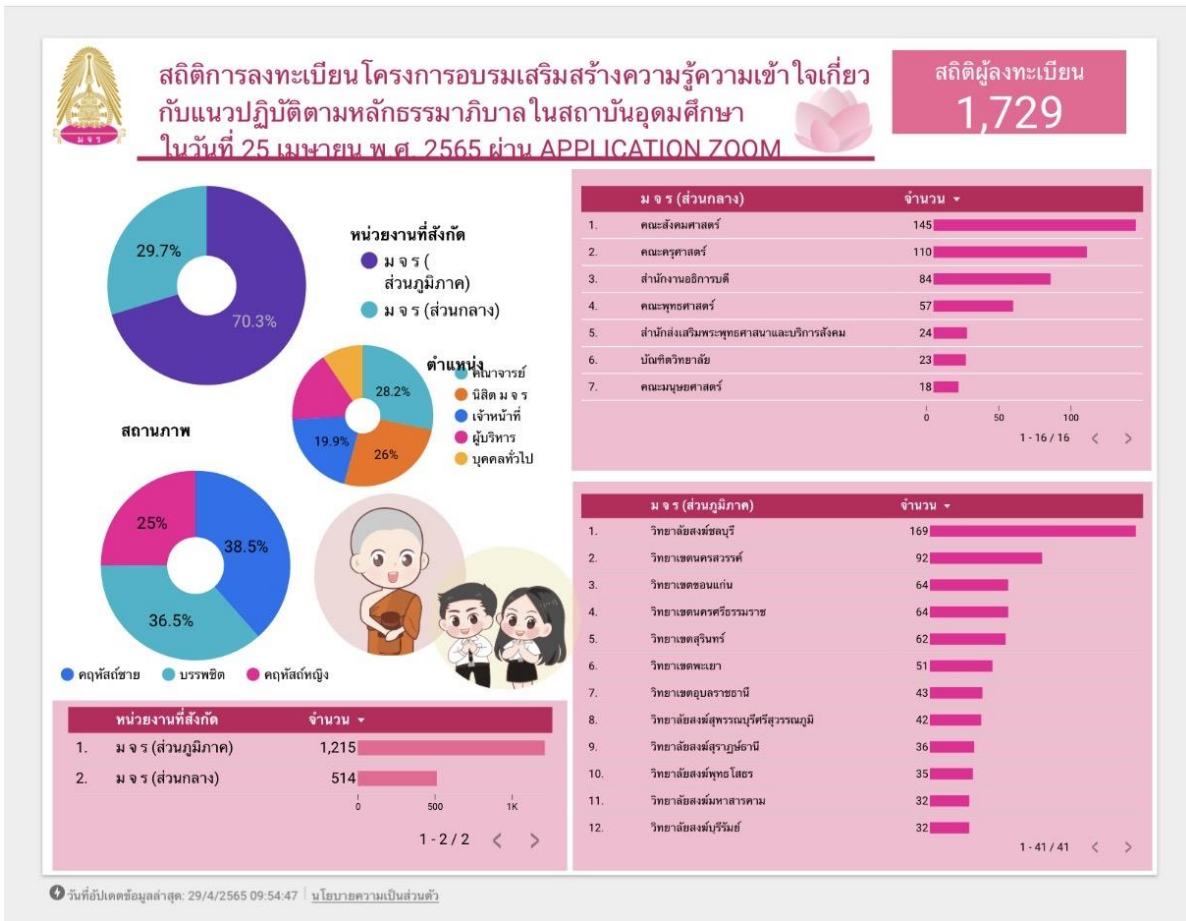 มจร
สถิติการลงทะเบียนโครงการอบรมเสริมสร้างความรู้ความเข้าใจเกี่ยว
กับแนวปฏิบัติตามหลักธรรมาภิบาลในสถาบันอุดมศึกษา
ในวันที่ 25 เมษายน พ.ศ. 2565 ผ่าน APPLICATION ZOOM
สถิติผู้ลงทะเบียน
1,729
29.7%
70.3%
หน่วยงานที่สังกัด
ม จ ร (
ส่วนภูมิภาค)
ม จ ร (ส่วนกลาง)
ตำแหน่ง
28.2%
26%
19.9%
คณาจารย์
นิสิต ม จ ร
เจ้าหน้าที่
ผู้บริหาร
บุคคลทั่วไป
สถานภาพ
25%
38.5%
36.5%
คฤหัสถ์ชาย บรรพชิต คฤหัสถ์หญิง
หน่วยงานที่สังกัด จำนวน
1. ม จ ร (ส่วนภูมิภาค) 1,215
2. ม จ ร (ส่วนกลาง) 514
0 500 1K
1 - 2 / 2 < >
ม จ ร (ส่วนกลาง) จำนวน
1. คณะสังคมศาสตร์ 145
2. คณะครุศาสตร์ 110
3. สำนักงานอธิการบดี 84
4. คณะพุทธศาสตร์ 57
5. สำนักส่งเสริมพระพุทธศาสนาและบริการสังคม 24
6. บัณฑิตวิทยาลัย 23
7. คณะมนุษยศาสตร์ 18
0 50 100
1 - 16 / 16 < >
ม จ ร (ส่วนภูมิภาค) จำนวน
1. วิทยาลัยสงฆ์ชลบุรี 169
2. วิทยาเขตนครสวรรค์ 92
3. วิทยาเขตขอนแก่น 64
4. วิทยาเขตนครศรีธรรมราช 64
5. วิทยาเขตสุรินทร์ 62
6. วิทยาเขตพะเยา 51
7. วิทยาเขตอุบลราชธานี 43
8. วิทยาลัยสงฆ์สุพรรณบุรีศรีสุวรรณภูมิ 42
9. วิทยาลัยสงฆ์สุราฎษ์ธานี 36
10. วิทยาลัยสงฆ์พุทธโสธร 35
11. วิทยาลัยสงฆ์มหาสารคาม 32
12. วิทยาลัยสงฆ์บุรีรัมย์ 32
1 - 41 / 41 < >
วันที่อัปเดตข้อมูลล่าสุด: 29/4/2565 09:54:47 | นโยบายความเป็นส่วนตัว